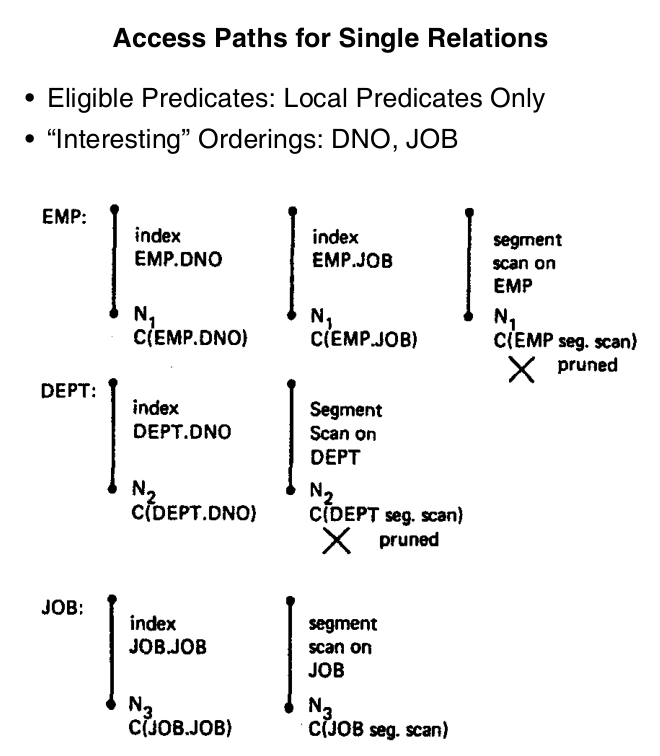 Access Paths for Single Relations
• Eligible Predicates: Local Predicates Only
• “Interesting” Orderings: DNO, JOB
EMP:
index
EMP.DNO
N1
C(EMP.DNO)
index
EMP.JOB
N1
C(EMP.JOB)
segment
scan on
EMP
N1
C(EMP seg. scan)
X pruned
DEPT:
index
DEPT.DNO
N2
C(DEPT.DNO)
Segment
Scan on
DEPT
N2
C(DEPT seg. scan)
X pruned
JOB:
index
JOB.JOB
N3
C(JOB.JOB)
segment
scan on
JOB
N3
C(JOB seg. scan)